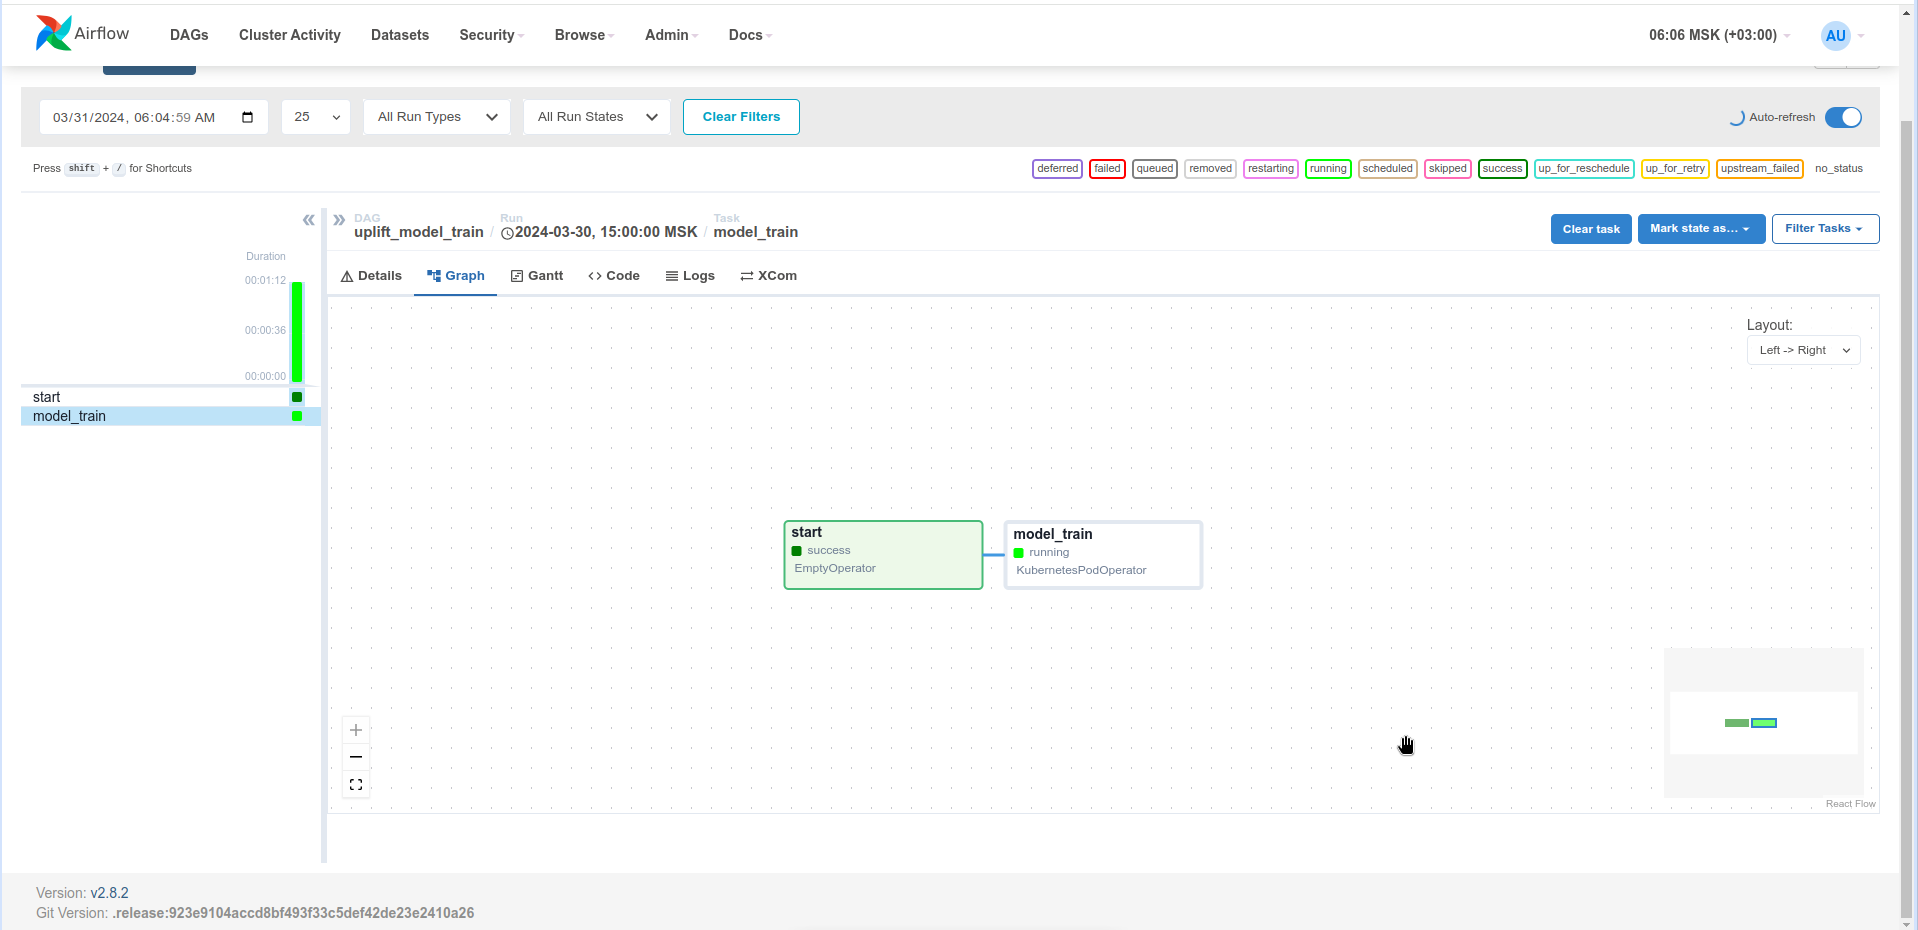 Airflow
DAGs
Cluster Activity
Datasets
Security
Browse
Admin
Docs
06:06 MSK (+03:00)
AU
03/31/2024, 06:04:59 AM
25
All Run Types
All Run States
Clear Filters
Auto-refresh
Press shift + / for Shortcuts
deferred
failed
queued
removed
restarting
running
scheduled
skipped
success
up_for_reschedule
up_for_retry
upstream_failed
no_status
DAG
uplift_model_train
/
Run
2024-03-30, 15:00:00 MSK
/
Task
model_train
Clear task
Mark state as...
Filter Tasks
Duration
00:01:12
00:00:36
00:00:00
start
model_train
Details
Graph
Gantt
Code
Logs
XCom
Layout:
Left -> Right
start
success
EmptyOperator
model_train
running
KubernetesPodOperator
React Flow
Version: v2.8.2
Git Version: .release:923e9104accd8bf493f33c5def42de23e2410a26